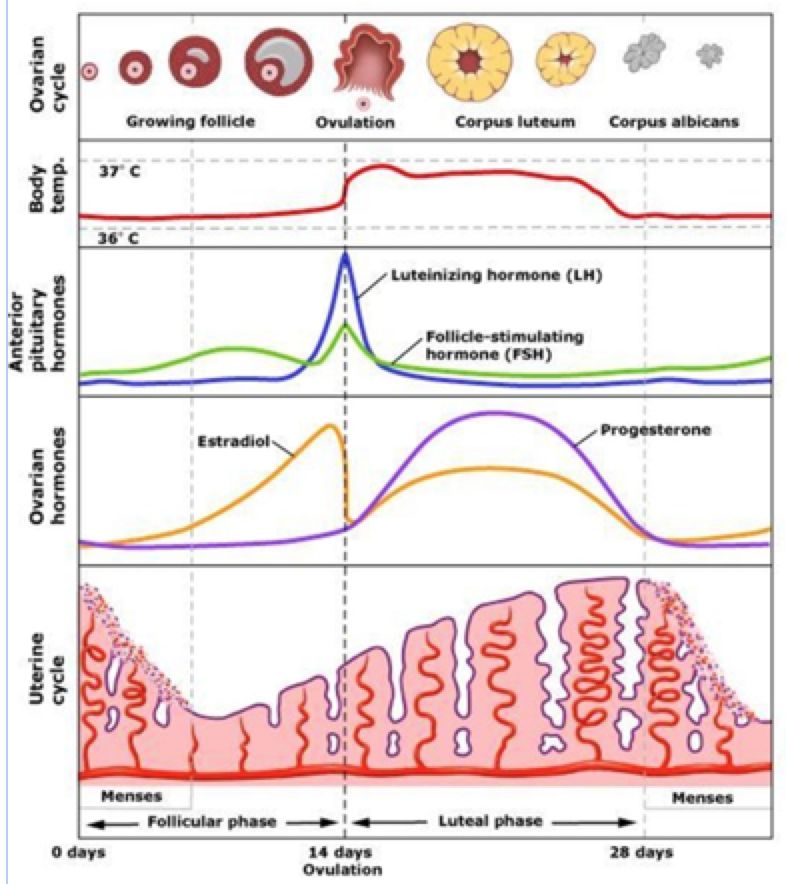 Ovarian
cycle
Growing follicle
Ovulation
Corpus luteum
Corpus albicans
Body
temp.
37° C
36° C
Anterior
pituitary
hormones
Luteinizing hormone (LH)
Follicle-stimulating
hormone (FSH)
Ovarian
hormones
Estradiol
Progesterone
Uterine
cycle
Menses
Menses
Follicular phase
Luteal phase
0 days
14 days
28 days
Ovulation